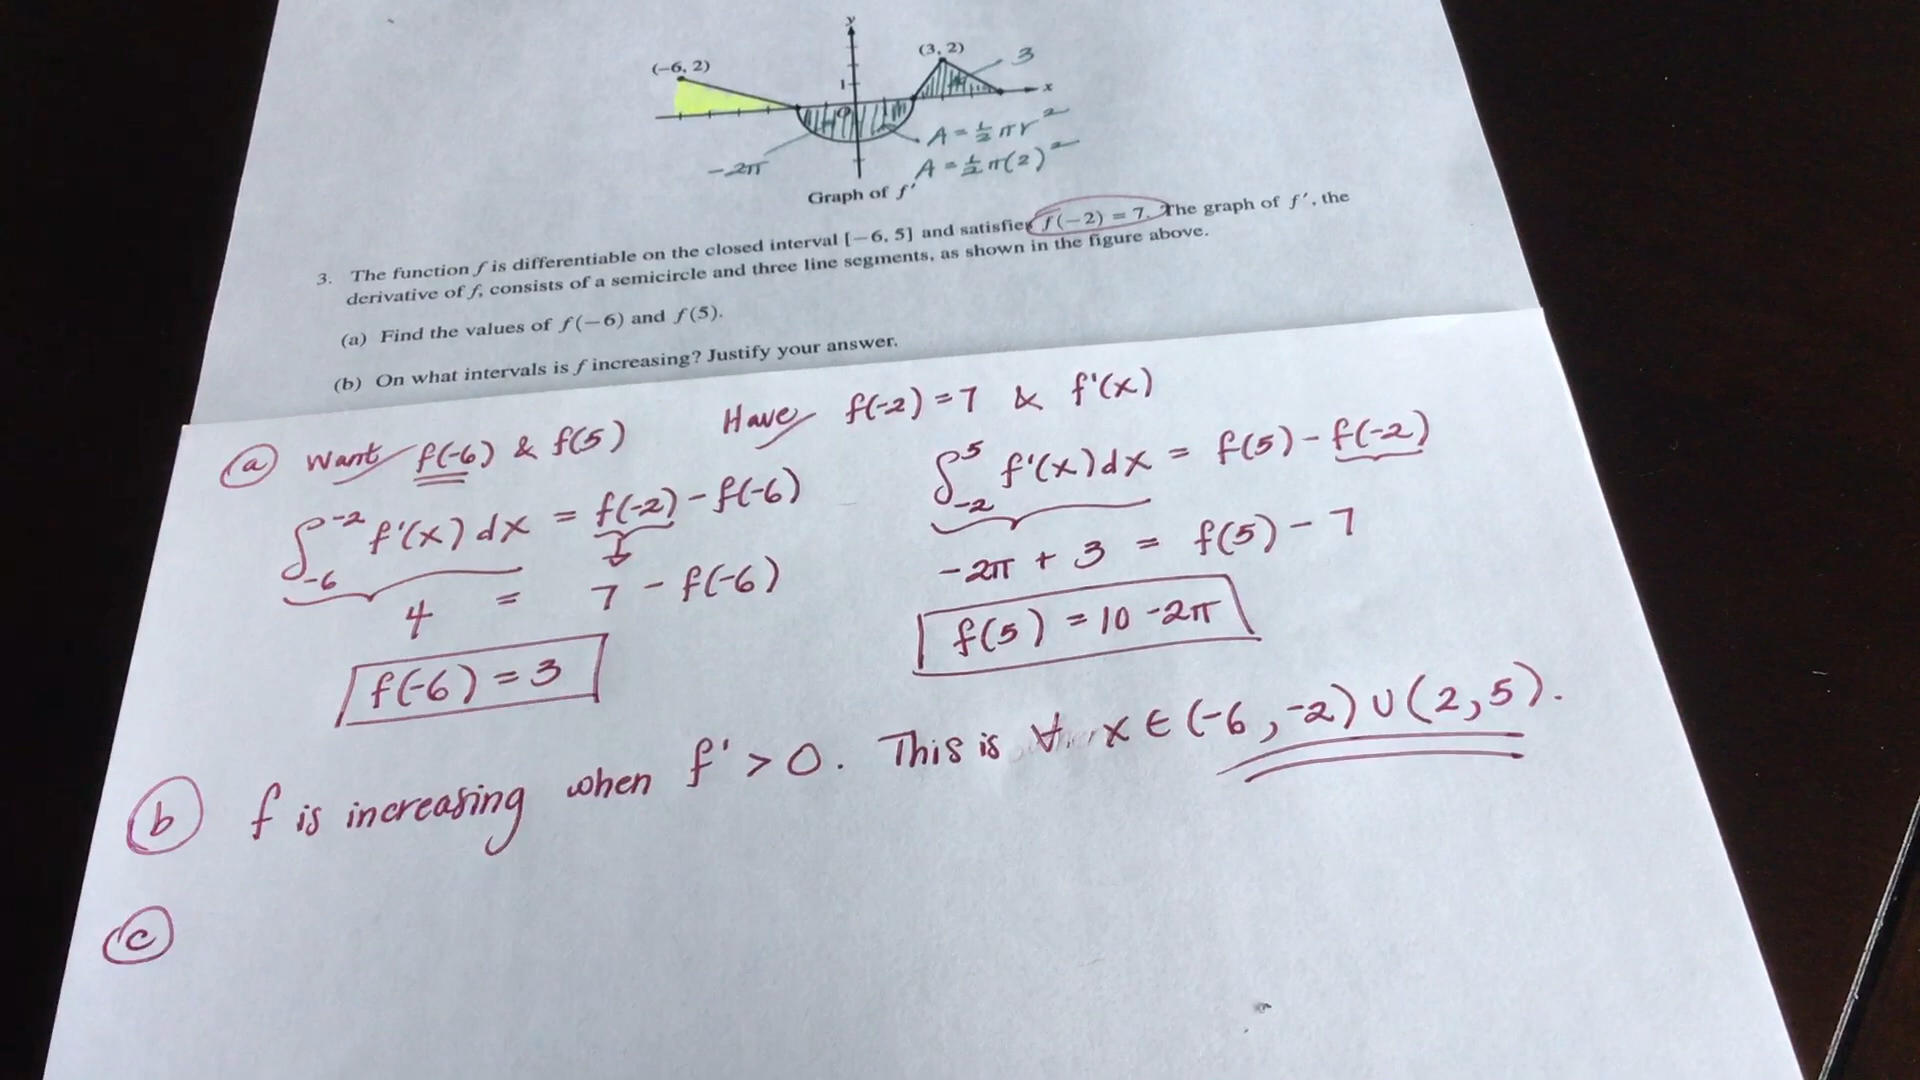 y
(−6, 2)
(3, 2)
3
1
x
O
A = ½πr²
−2π
A = ½π(2)²
Graph of f′
3. The function f is differentiable on the closed interval [−6, 5] and satisfies f(−2) = 7. The graph of f′, the
derivative of f, consists of a semicircle and three line segments, as shown in the figure above.
(a) Find the values of f(−6) and f(5).
(b) On what intervals is f increasing? Justify your answer.
(a) Want f(-6) & f(5) Have f(-2) = 7 & f'(x)
∫₋₆⁻² f'(x) dx = f(-2) - f(-6)
4 = 7 - f(-6)
f(-6) = 3
∫₋₂⁵ f'(x) dx = f(5) - f(-2)
-2π + 3 = f(5) - 7
f(5) = 10 - 2π
(b) f is increasing when f' > 0. This is ∀ x ∈ (-6, -2) ∪ (2, 5).
(c)